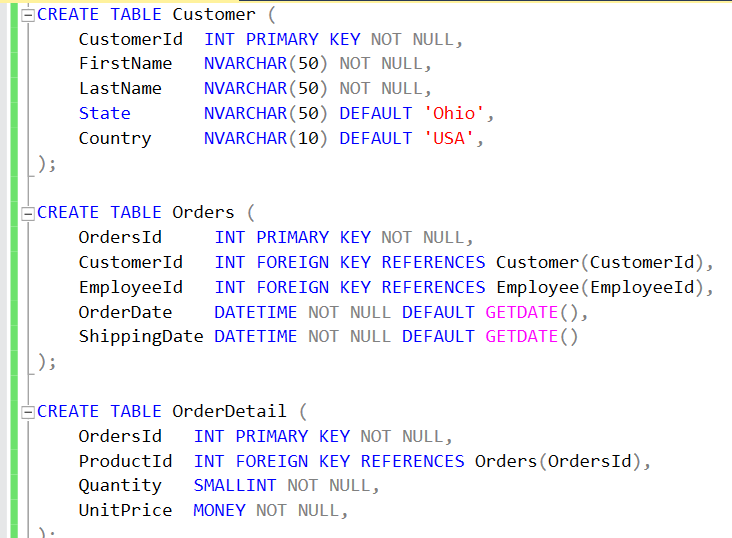 CREATE TABLE Customer (
CustomerId INT PRIMARY KEY NOT NULL,
FirstName NVARCHAR(50) NOT NULL,
LastName NVARCHAR(50) NOT NULL,
State NVARCHAR(50) DEFAULT 'Ohio',
Country NVARCHAR(10) DEFAULT 'USA',
);
CREATE TABLE Orders (
OrdersId INT PRIMARY KEY NOT NULL,
CustomerId INT FOREIGN KEY REFERENCES Customer(CustomerId),
EmployeeId INT FOREIGN KEY REFERENCES Employee(EmployeeId),
OrderDate DATETIME NOT NULL DEFAULT GETDATE(),
ShippingDate DATETIME NOT NULL DEFAULT GETDATE()
);
CREATE TABLE OrderDetail (
OrdersId INT PRIMARY KEY NOT NULL,
ProductId INT FOREIGN KEY REFERENCES Orders(OrdersId),
Quantity SMALLINT NOT NULL,
UnitPrice MONEY NOT NULL,
);